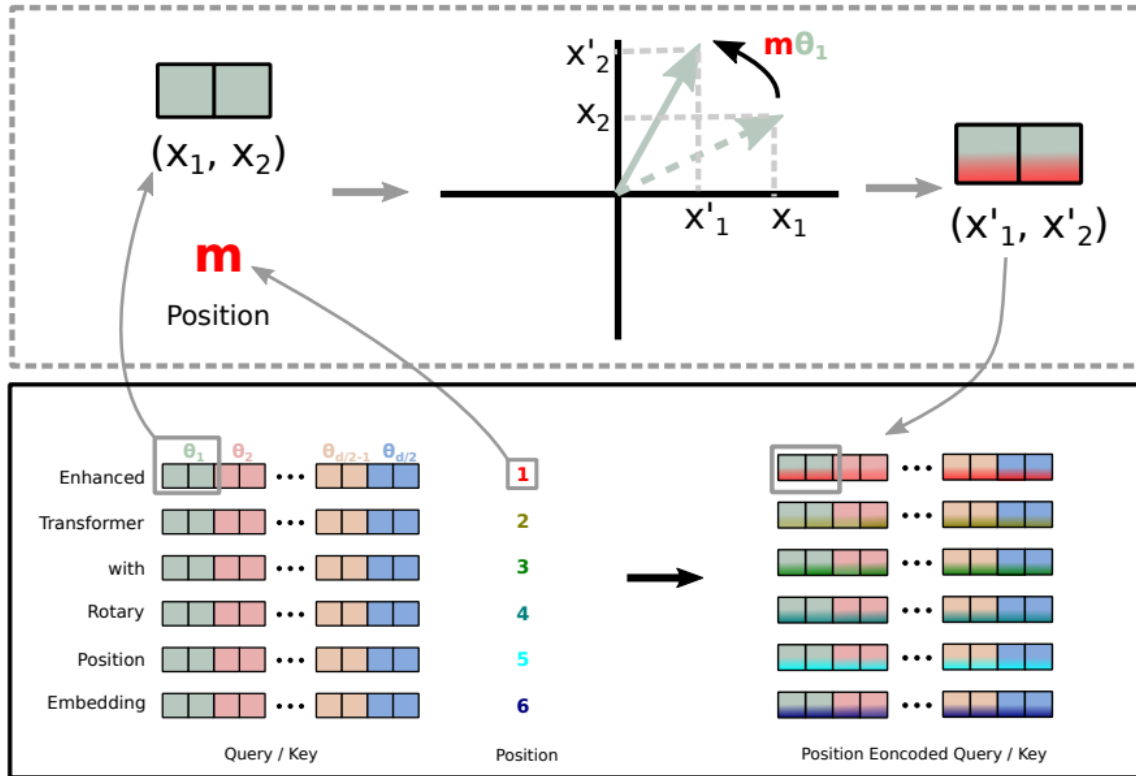 x'₂
mθ₁
x₂
(x₁, x₂)
x'₁
x₁
(x'₁, x'₂)
m
Position
θ₁ θ₂ θd/2-1 θd/2
Enhanced ••• 1 •••
Transformer ••• 2 •••
with ••• 3 •••
Rotary ••• 4 •••
Position ••• 5 •••
Embedding ••• 6 •••
Query / Key Position Position Eoncoded Query / Key